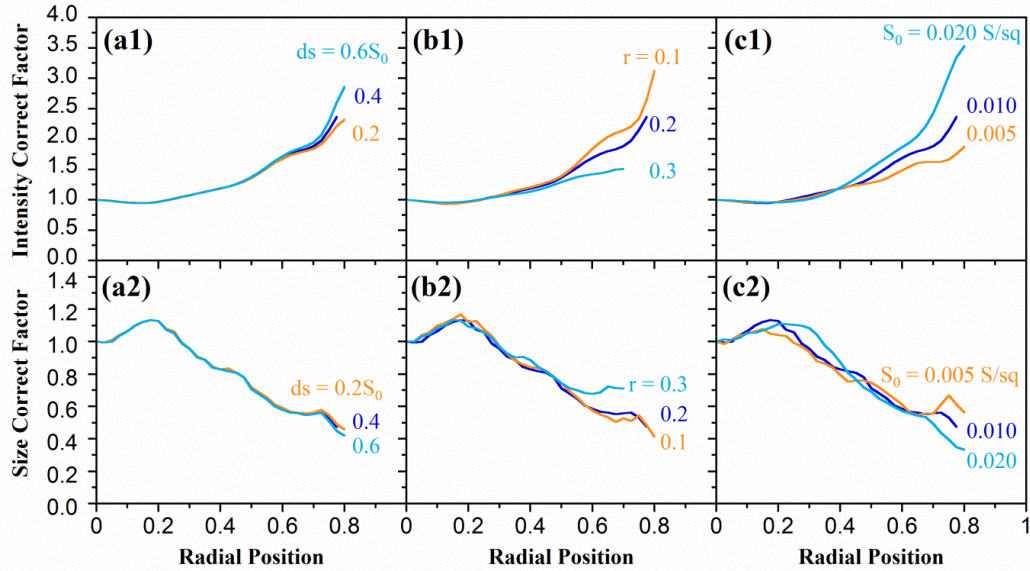 4.0
3.5
3.0
2.5
2.0
1.5
1.0
0.5
0.0
Intensity Correct Factor
(a1)
ds = 0.6S0
0.4
0.2
(b1)
r = 0.1
0.2
0.3
(c1)
S0 = 0.020 S/sq
0.010
0.005
1.4
1.2
1.0
0.8
0.6
0.4
0.2
0.0
Size Correct Factor
(a2)
ds = 0.2S0
0.4
0.6
(b2)
r = 0.3
0.2
0.1
(c2)
S0 = 0.005 S/sq
0.010
0.020
0 0.2 0.4 0.6 0.8 0 0.2 0.4 0.6 0.8 0 0.2 0.4 0.6 0.8 1
Radial Position Radial Position Radial Position